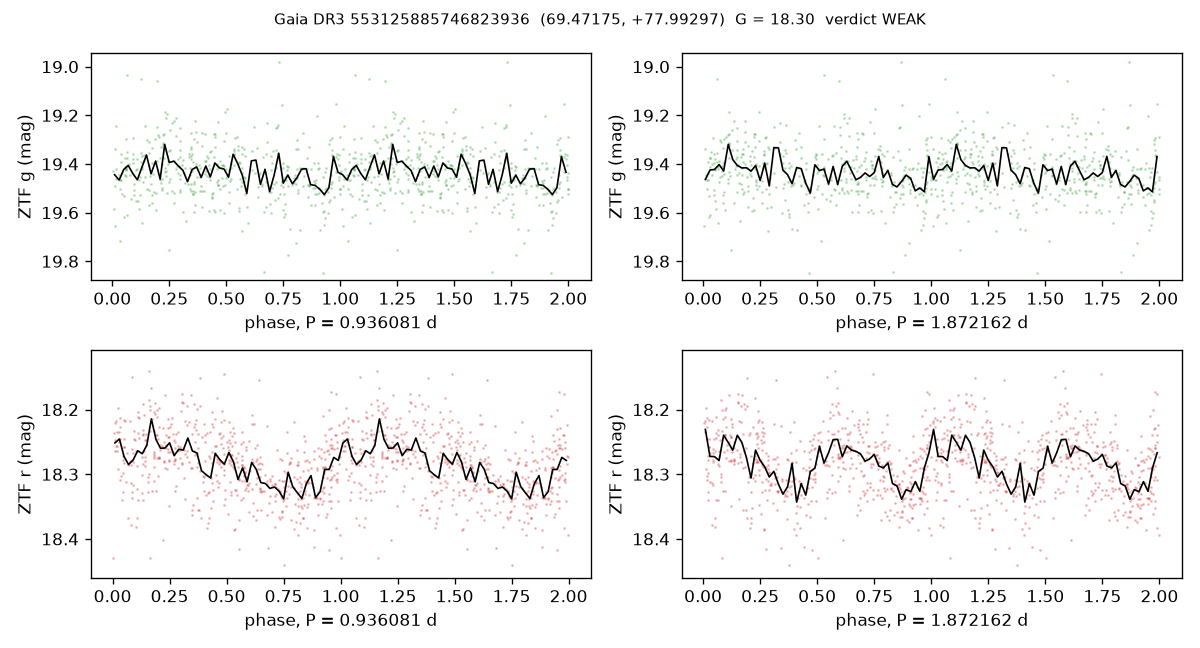 Gaia DR3 553125885746823936 (69.47175, +77.99297) G = 18.30 verdict WEAK
ZTF g (mag)
19.0
19.2
19.4
19.6
19.8
0.00 0.25 0.50 0.75 1.00 1.25 1.50 1.75 2.00
phase, P = 0.936081 d
ZTF g (mag)
19.0
19.2
19.4
19.6
19.8
0.00 0.25 0.50 0.75 1.00 1.25 1.50 1.75 2.00
phase, P = 1.872162 d
ZTF r (mag)
18.2
18.3
18.4
0.00 0.25 0.50 0.75 1.00 1.25 1.50 1.75 2.00
phase, P = 0.936081 d
ZTF r (mag)
18.2
18.3
18.4
0.00 0.25 0.50 0.75 1.00 1.25 1.50 1.75 2.00
phase, P = 1.872162 d